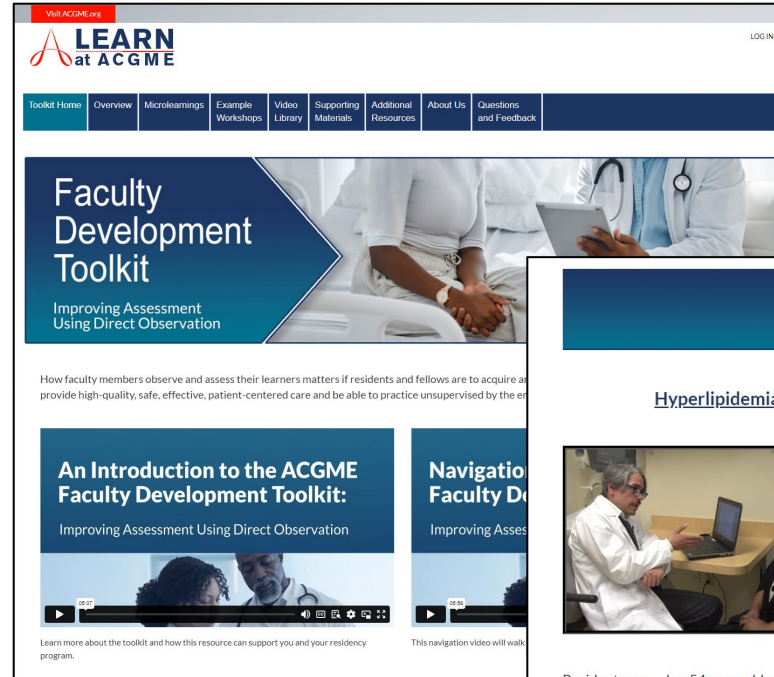 Visit ACGME.org
LEARN
at ACGME
LOG IN
Toolkit Home
Overview
Microlearnings
Example
Workshops
Video
Library
Supporting
Materials
Additional
Resources
About Us
Questions
and Feedback
Faculty
Development
Toolkit
Improving Assessment
Using Direct Observation
How faculty members observe and assess their learners matters if residents and fellows are to acquire
provide high-quality, safe, effective, patient-centered care and be able to practice unsupervised by the
An Introduction to the ACGME
Faculty Development Toolkit:
Improving Assessment Using Direct Observation
05:07
Learn more about the toolkit and how this resource can support you and your residency
program.
Faculty
Improving
05:58
This navigation video will walk
Hyperlipidemia